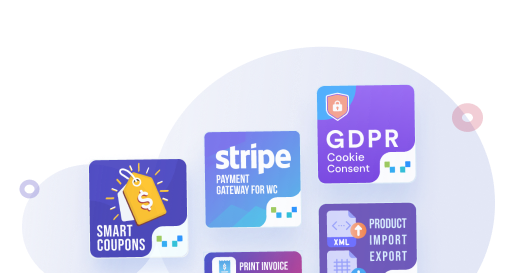 SMART
COUPONS
stripe
PAYMENT
GATEWAY FOR WC
GDPR
Cookie
Consent
XML
PRODUCT
IMPORT
EXPORT
PRINT INVOICE